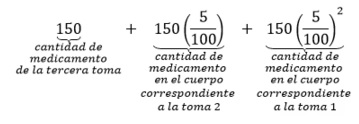 150 + 150(5/100) + 150(5/100)²
cantidad de
medicamento
de la tercera toma
cantidad de
medicamento
en el cuerpo
correspondiente
a la toma 2
cantidad de
medicamento
en el cuerpo
correspondiente
a la toma 1